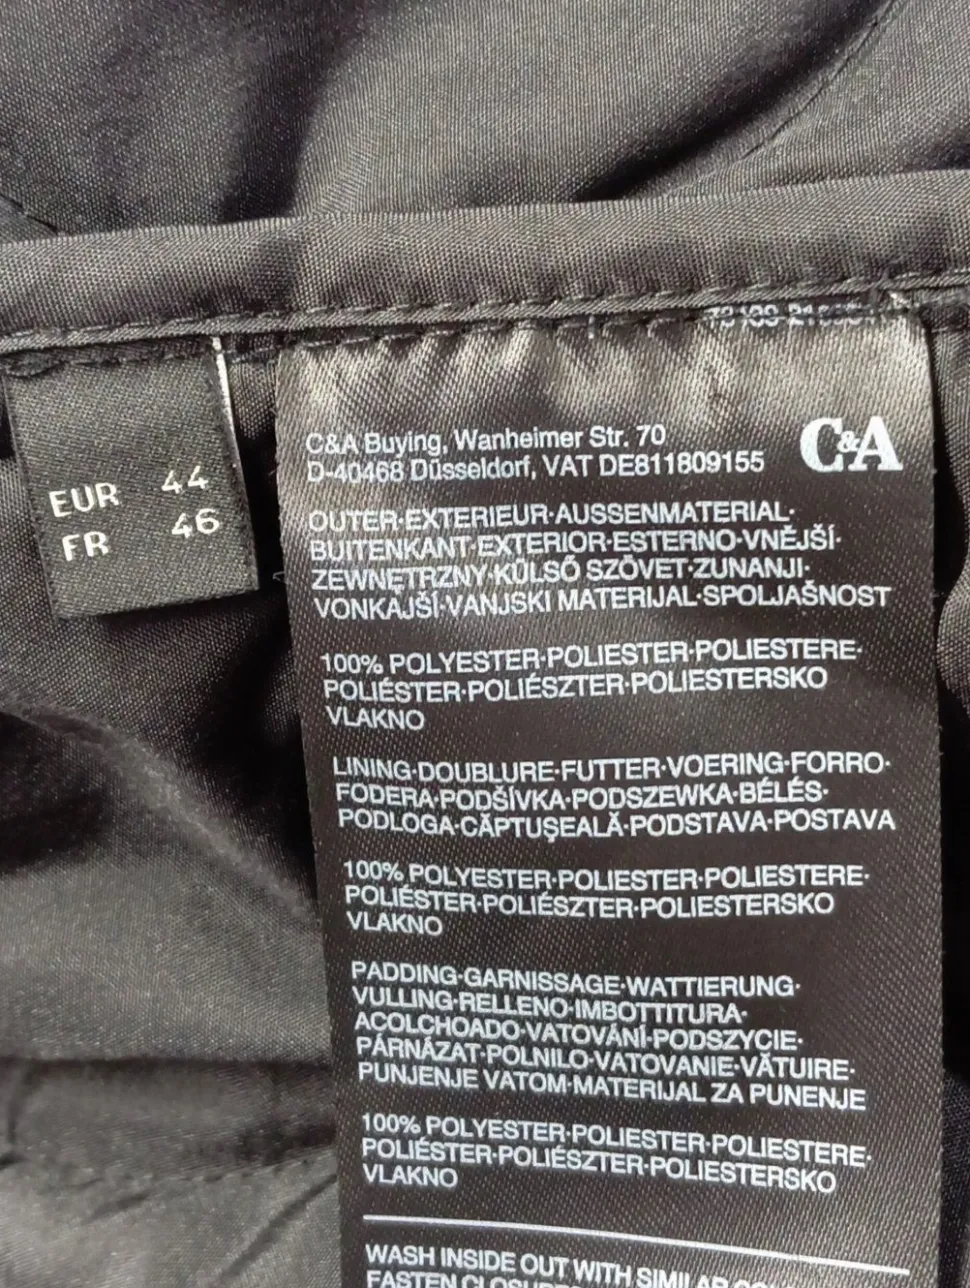 EUR 44
FR 46
C&A Buying, Wanheimer Str. 70
D-40468 Düsseldorf, VAT DE811809155
C&A
OUTER·EXTERIEUR·AUSSENMATERIAL·
BUITENKANT·EXTERIOR·ESTERNO·VNĚJŠÍ·
ZEWNĘTRZNY·KÜLSŐ SZÖVET·ZUNANJI·
VONKAJŠÍ·VANJSKI MATERIJAL·SPOLJAŠNOST
100% POLYESTER·POLIESTER·POLIESTERE·
POLIÉSTER·POLIÉSZTER·POLIESTERSKO
VLAKNO
LINING·DOUBLURE·FUTTER·VOERING·FORRO·
FODERA·PODŠÍVKA·PODSZEWKA·BÉLÉS·
PODLOGA·CĂPTUȘEALĂ·PODSTAVA·POSTAVA
100% POLYESTER·POLIESTER·POLIESTERE·
POLIÉSTER·POLIÉSZTER·POLIESTERSKO
VLAKNO
PADDING·GARNISSAGE·WATTIERUNG·
VULLING·RELLENO·IMBOTTITURA·
ACOLCHOADO·VATOVÁNÍ·PODSZYCIE·
PÁRNÁZAT·POLNILO·VATOVANIE·VĂTUIRE·
PUNJENJE VATOM·MATERIJAL ZA PUNENJE
100% POLYESTER·POLIESTER·POLIESTERE·
POLIÉSTER·POLIÉSZTER·POLIESTERSKO
VLAKNO
WASH INSIDE OUT WITH SIMILAR
FASTEN